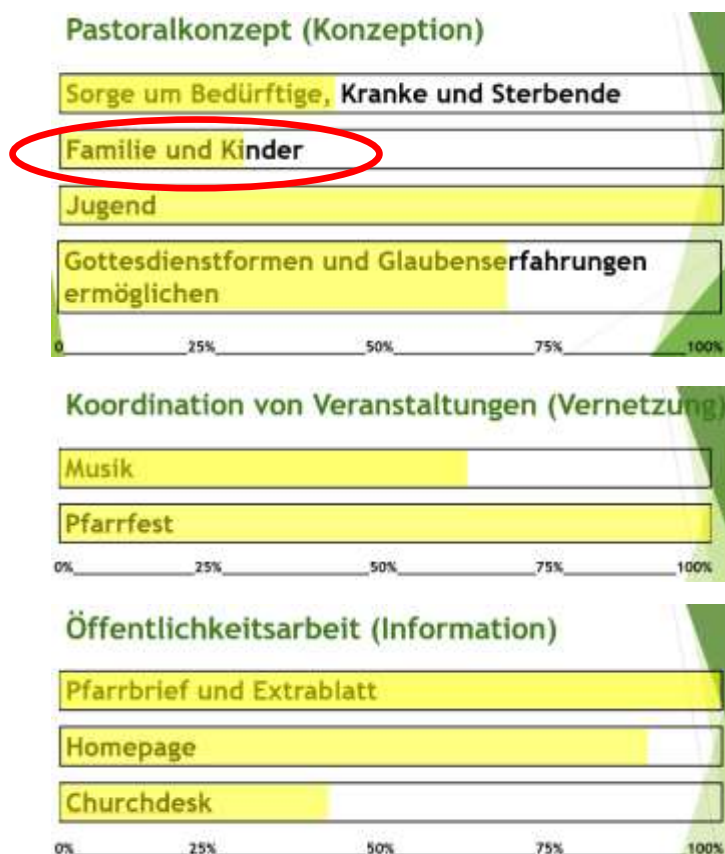 Pastoralkonzept (Konzeption)
Sorge um Bedürftige, Kranke und Sterbende
Familie und Kinder
Jugend
Gottesdienstformen und Glaubenserfahrungen
ermöglichen
0 25% 50% 75% 100%
Koordination von Veranstaltungen (Vernetzung)
Musik
Pfarrfest
0% 25% 50% 75% 100%
Öffentlichkeitsarbeit (Information)
Pfarrbrief und Extrablatt
Homepage
Churchdesk
0% 25% 50% 75% 100%